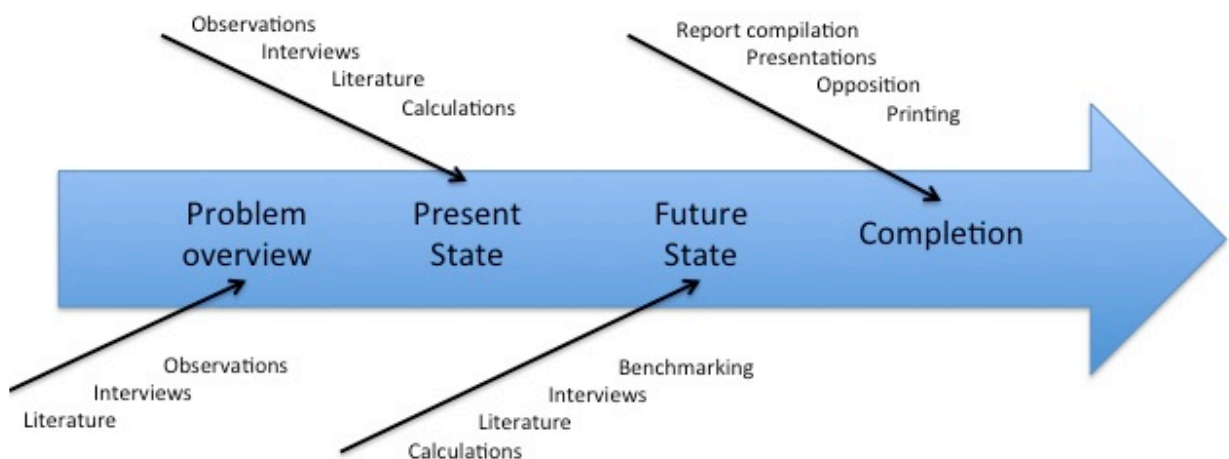 Observations
Interviews
Literature
Calculations
Report compilation
Presentations
Opposition
Printing
Problem
overview
Present
State
Future
State
Completion
Observations
Interviews
Literature
Benchmarking
Interviews
Literature
Calculations